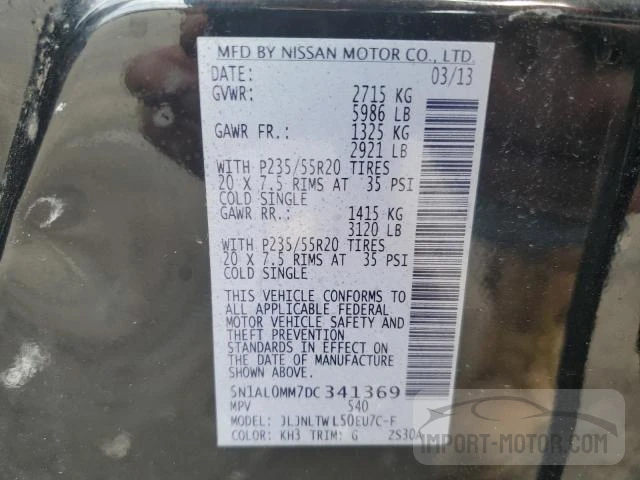 MFD BY NISSAN MOTOR CO., LTD.
DATE: 03/13
GVWR: 2715 KG
5986 LB
GAWR FR.: 1325 KG
2921 LB
WITH P235/55R20 TIRES
20 X 7.5 RIMS AT 35 PSI
COLD SINGLE
GAWR RR.: 1415 KG
3120 LB
WITH P235/55R20 TIRES
20 X 7.5 RIMS AT 35 PSI
COLD SINGLE
THIS VEHICLE CONFORMS TO
ALL APPLICABLE FEDERAL
MOTOR VEHICLE SAFETY AND
THEFT PREVENTION
STANDARDS IN EFFECT ON
THE DATE OF MANUFACTURE
SHOWN ABOVE.
5N1AL0MM7DC341369
MPV S40
MODEL: JLJNLTW L50EU7C-F
COLOR: KH3 TRIM: G 2S30A
IMPORT-MOTOR.COM